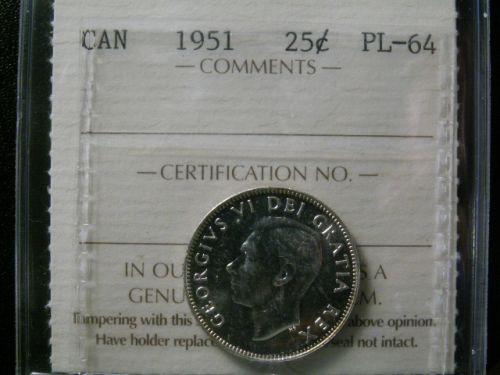 CAN 1951 25¢ PL-64
— COMMENTS —
— CERTIFICATION NO. —
GEORGIVS VI DEI GRATIA REX
IN OU S A
GENU M.
Tampering with this above opinion.
Have holder replac seal not intact.